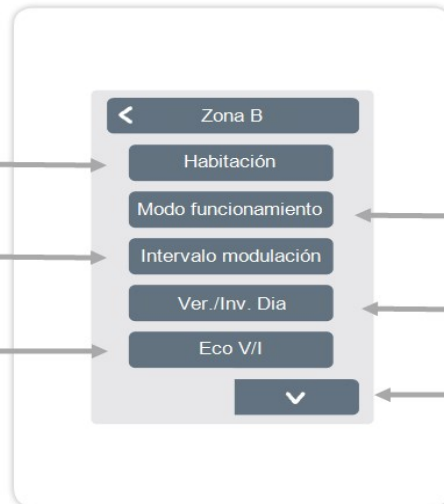 Zona B
Habitación
Modo funcionamiento
Intervalo modulación
Ver./Inv. Dia
Eco V/I